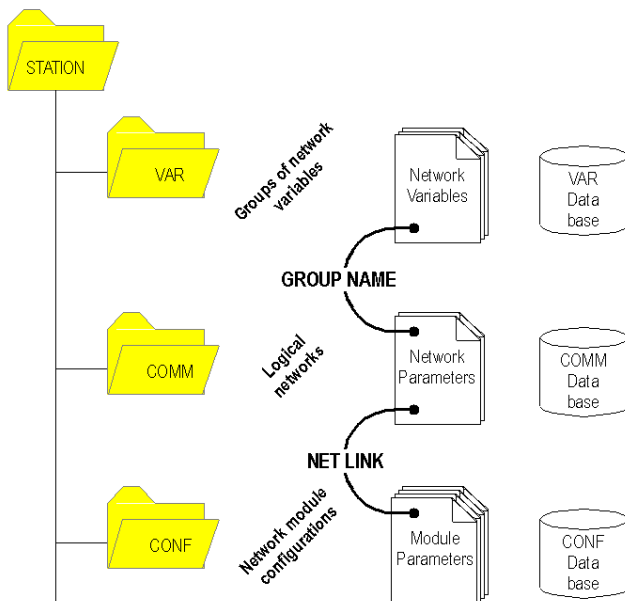 STATION
VAR
Groups of network
variables
Network
Variables
VAR
Data
base
GROUP NAME
COMM
Logical
networks
Network
Parameters
COMM
Data
base
NET LINK
CONF
Network module
configurations
Module
Parameters
CONF
Data
base